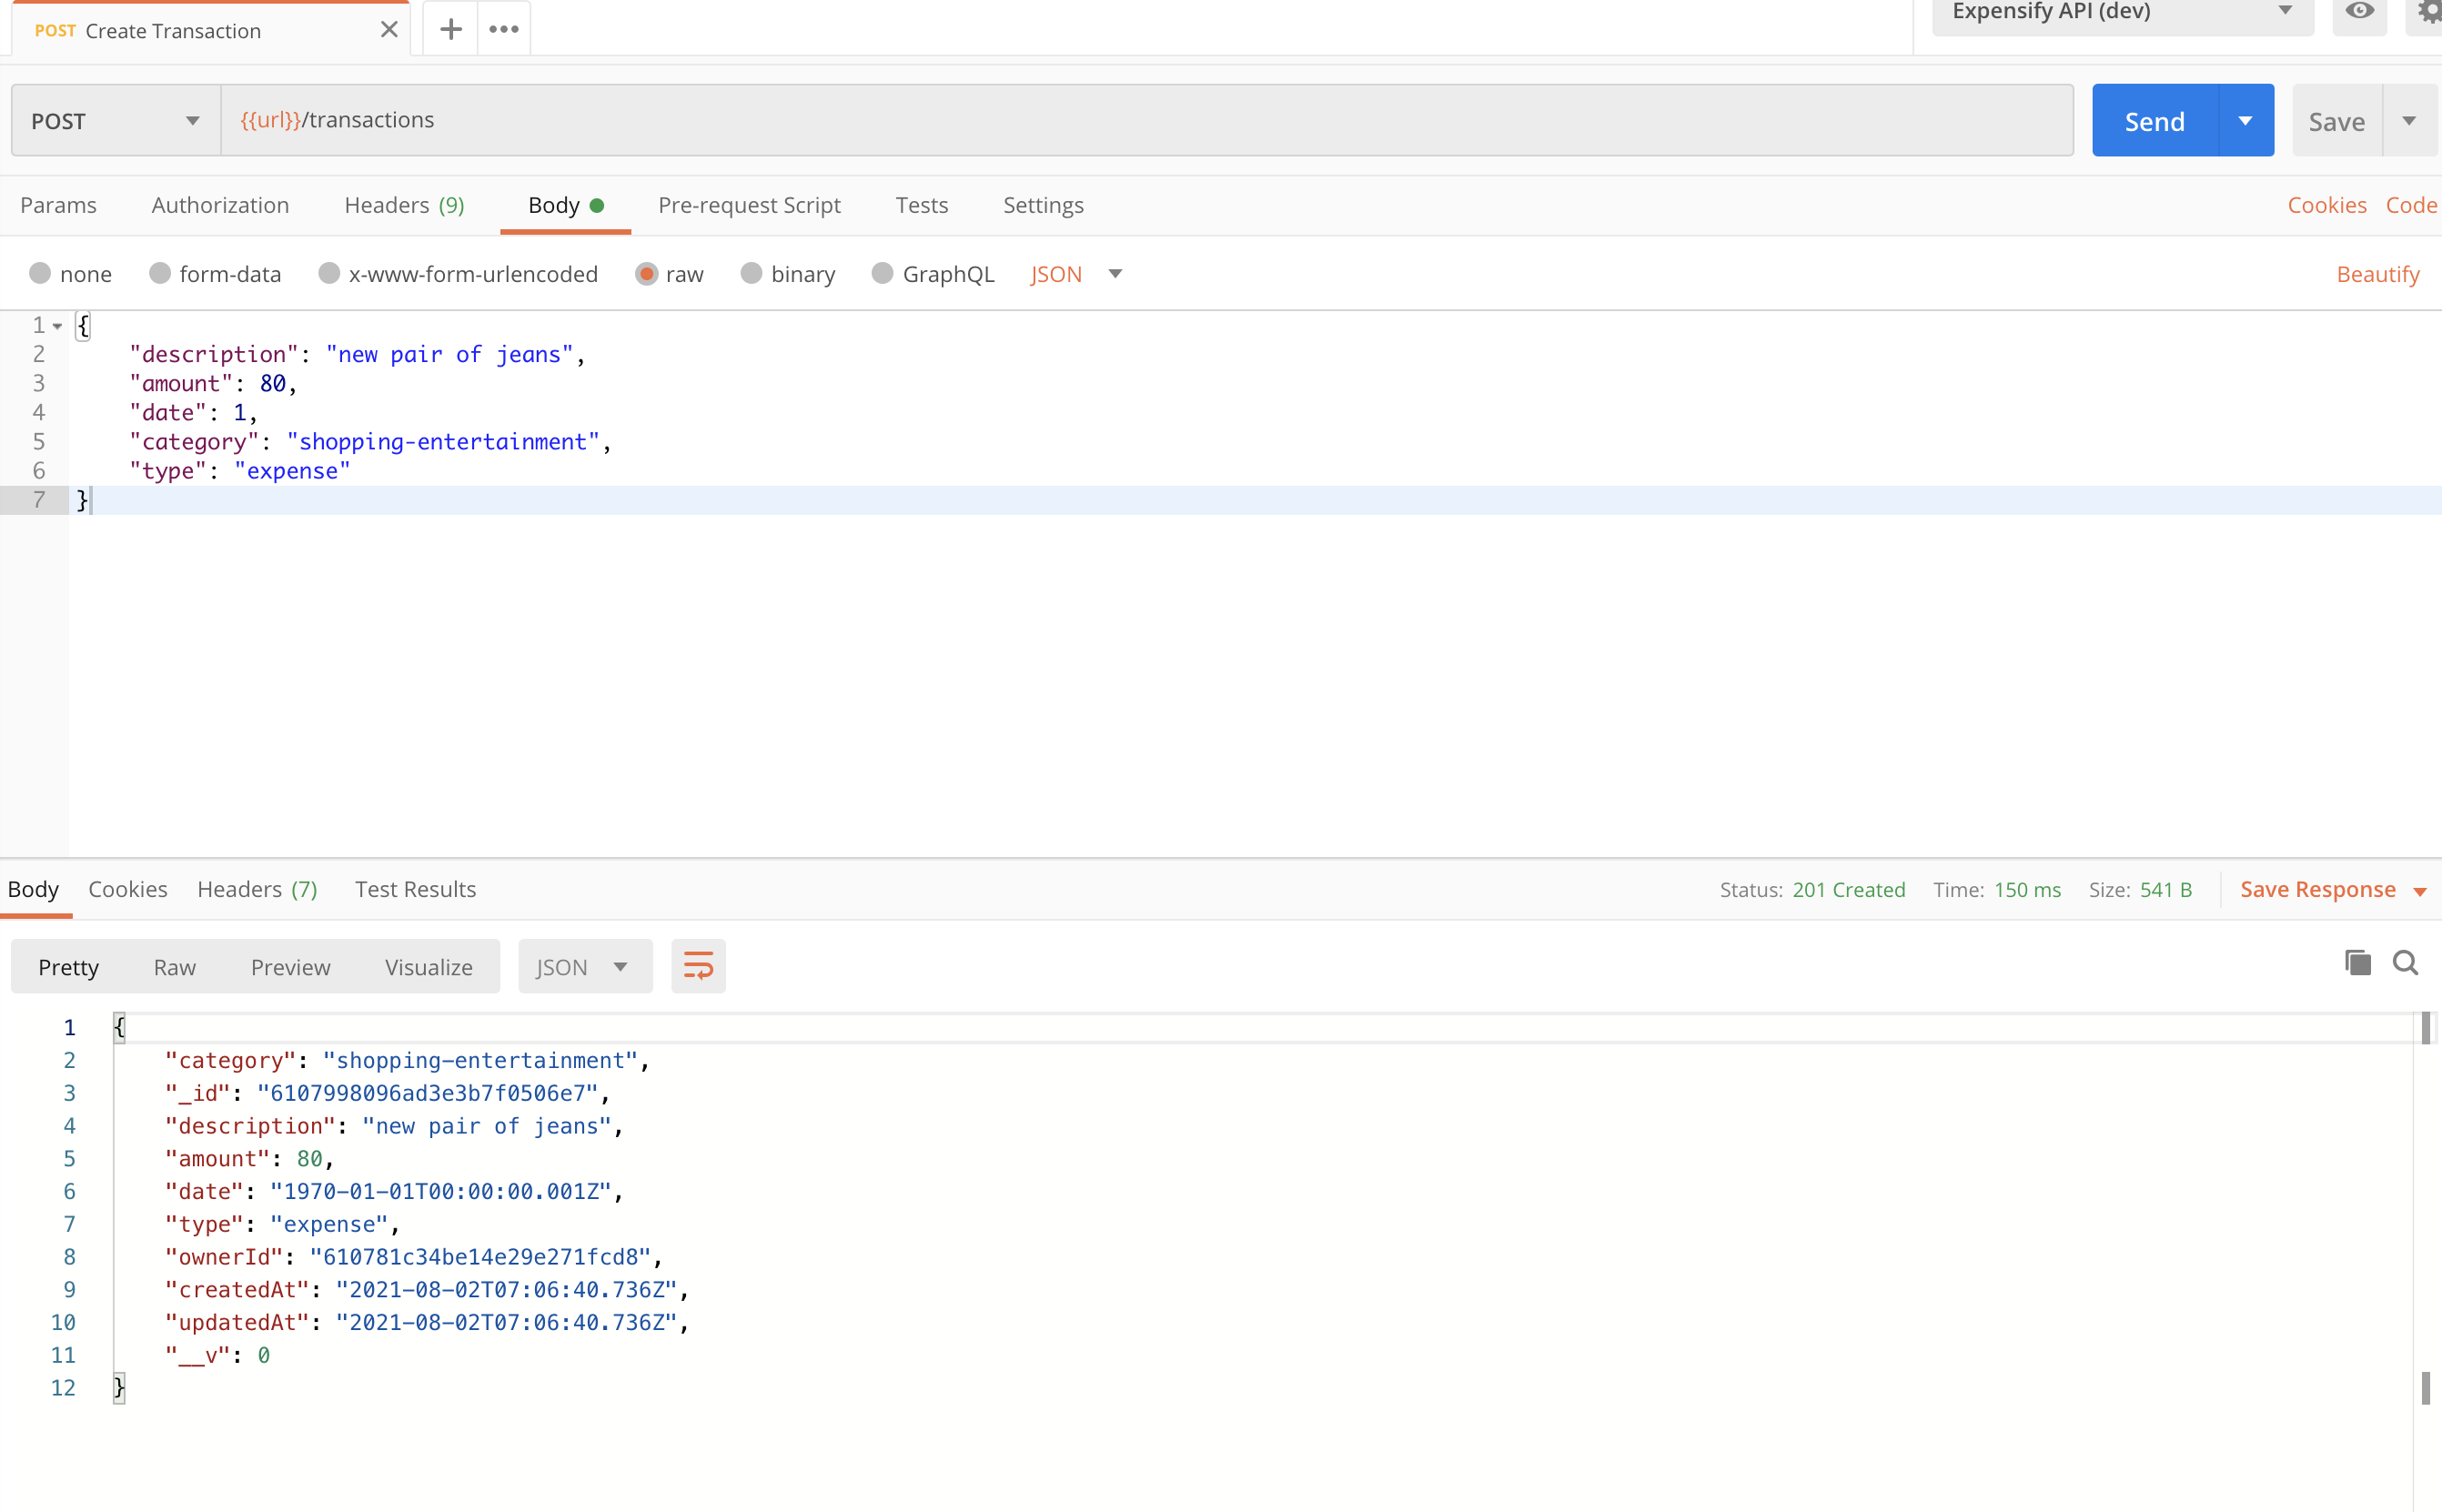 POST Create Transaction
Expensify API (dev)
POST {{url}}/transactions Send Save
Params Authorization Headers (9) Body Pre-request Script Tests Settings Cookies Code
none form-data x-www-form-urlencoded raw binary GraphQL JSON Beautify
1 {
2 "description": "new pair of jeans",
3 "amount": 80,
4 "date": 1,
5 "category": "shopping-entertainment",
6 "type": "expense"
7 }
Body Cookies Headers (7) Test Results Status: 201 Created Time: 150 ms Size: 541 B Save Response
Pretty Raw Preview Visualize JSON
1 {
2 "category": "shopping-entertainment",
3 "_id": "6107998096ad3e3b7f0506e7",
4 "description": "new pair of jeans",
5 "amount": 80,
6 "date": "1970-01-01T00:00:00.001Z",
7 "type": "expense",
8 "ownerId": "610781c34be14e29e271fcd8",
9 "createdAt": "2021-08-02T07:06:40.736Z",
10 "updatedAt": "2021-08-02T07:06:40.736Z",
11 "__v": 0
12 }